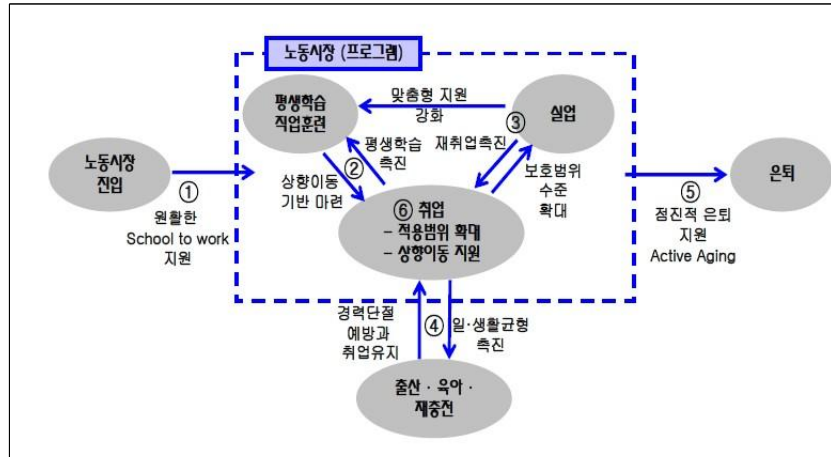 노동시장 (프로그램)
평생학습
직업훈련
맞춤형 지원
강화
실업
노동시장
진입
①
원활한
School to work
지원
②
평생학습
촉진
상향이동
기반 마련
③
재취업촉진
보호범위
수준
확대
⑥ 취업
– 적용범위 확대
– 상향이동 지원
⑤
점진적 은퇴
지원
Active Aging
은퇴
경력단절
예방과
취업유지
④
일·생활균형
촉진
출산 · 육아 ·
재충전